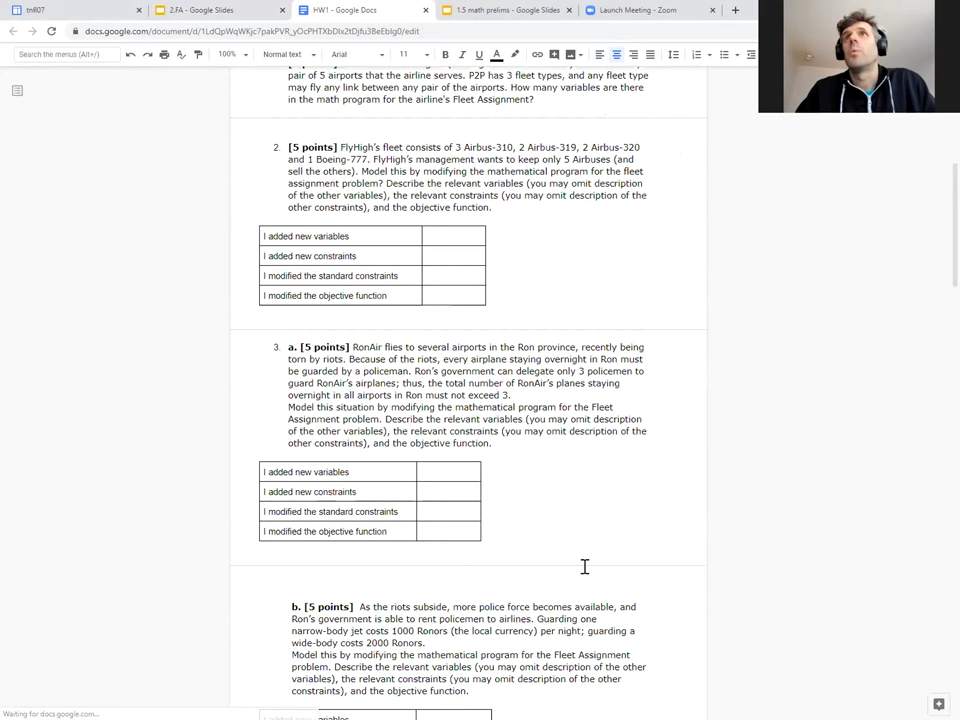 tnfl07
2.FA - Google Slides
HW1 - Google Docs
1.5 math prelims - Google Slides
Launch Meeting - Zoom
docs.google.com/document/d/1LdQpWqWKjc7pakPVR_yOcPHTXbDlx2tDjfu3BeEbIg0/edit
Search the menus (Alt+/)
100%
Normal text
Arial
11
pair of 5 airports that the airline serves. P2P has 3 fleet types, and any fleet type
may fly any link between any pair of the airports. How many variables are there
in the math program for the airline's Fleet Assignment?
2. [5 points] FlyHigh's fleet consists of 3 Airbus-310, 2 Airbus-319, 2 Airbus-320
and 1 Boeing-777. FlyHigh's management wants to keep only 5 Airbuses (and
sell the others). Model this by modifying the mathematical program for the fleet
assignment problem? Describe the relevant variables (you may omit description
of the other variables), the relevant constraints (you may omit description of the
other constraints), and the objective function.
I added new variables
I added new constraints
I modified the standard constraints
I modified the objective function
3. a. [5 points] RonAir flies to several airports in the Ron province, recently being
torn by riots. Because of the riots, every airplane staying overnight in Ron must
be guarded by a policeman. Ron's government can delegate only 3 policemen to
guard RonAir's airplanes; thus, the total number of RonAir's planes staying
overnight in all airports in Ron must not exceed 3.
Model this situation by modifying the mathematical program for the Fleet
Assignment problem. Describe the relevant variables (you may omit description
of the other variables), the relevant constraints (you may omit description of the
other constraints), and the objective function.
I added new variables
I added new constraints
I modified the standard constraints
I modified the objective function
b. [5 points] As the riots subside, more police force becomes available, and
Ron's government is able to rent policemen to airlines. Guarding one
narrow-body jet costs 1000 Ronors (the local currency) per night; guarding a
wide-body costs 2000 Ronors.
Model this by modifying the mathematical program for the Fleet Assignment
problem. Describe the relevant variables (you may omit description of the other
variables), the relevant constraints (you may omit description of the other
constraints), and the objective function.
I added new variables
Waiting for docs.google.com...